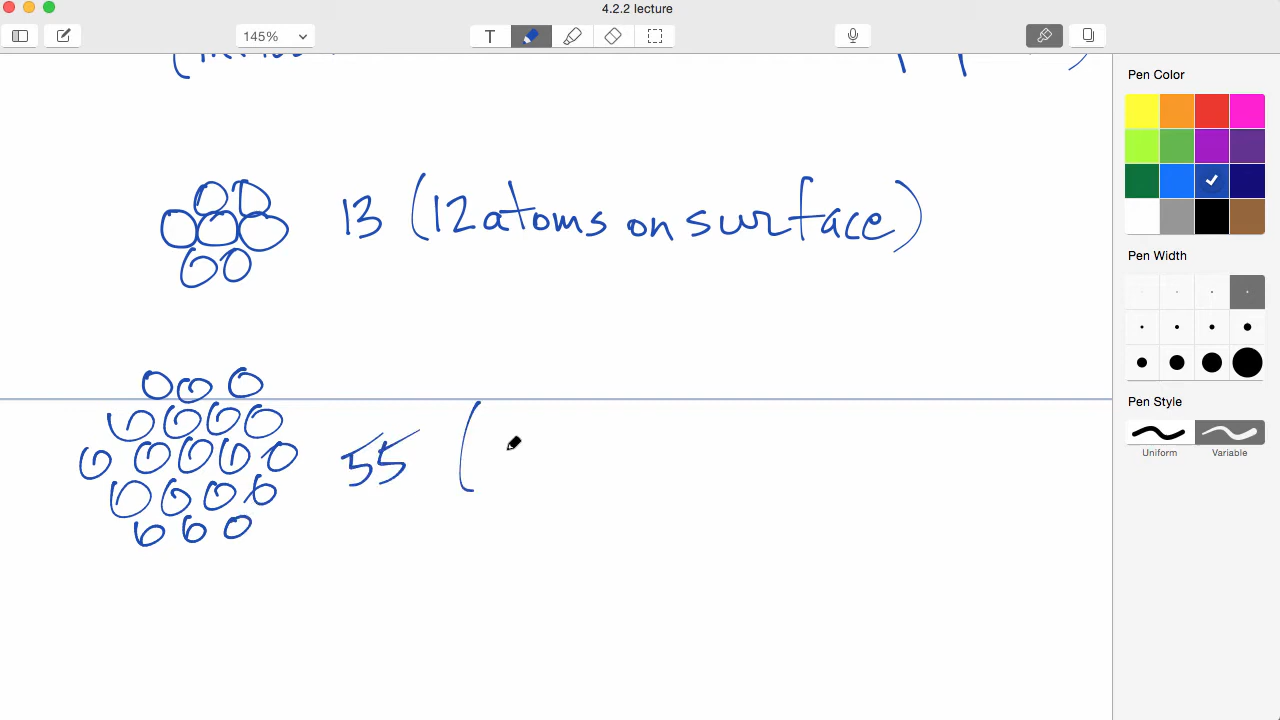 4.2.2 lecture
145%
T
Pen Color
13 (12 atoms on surface)
Pen Width
55 (
Pen Style
Uniform
Variable